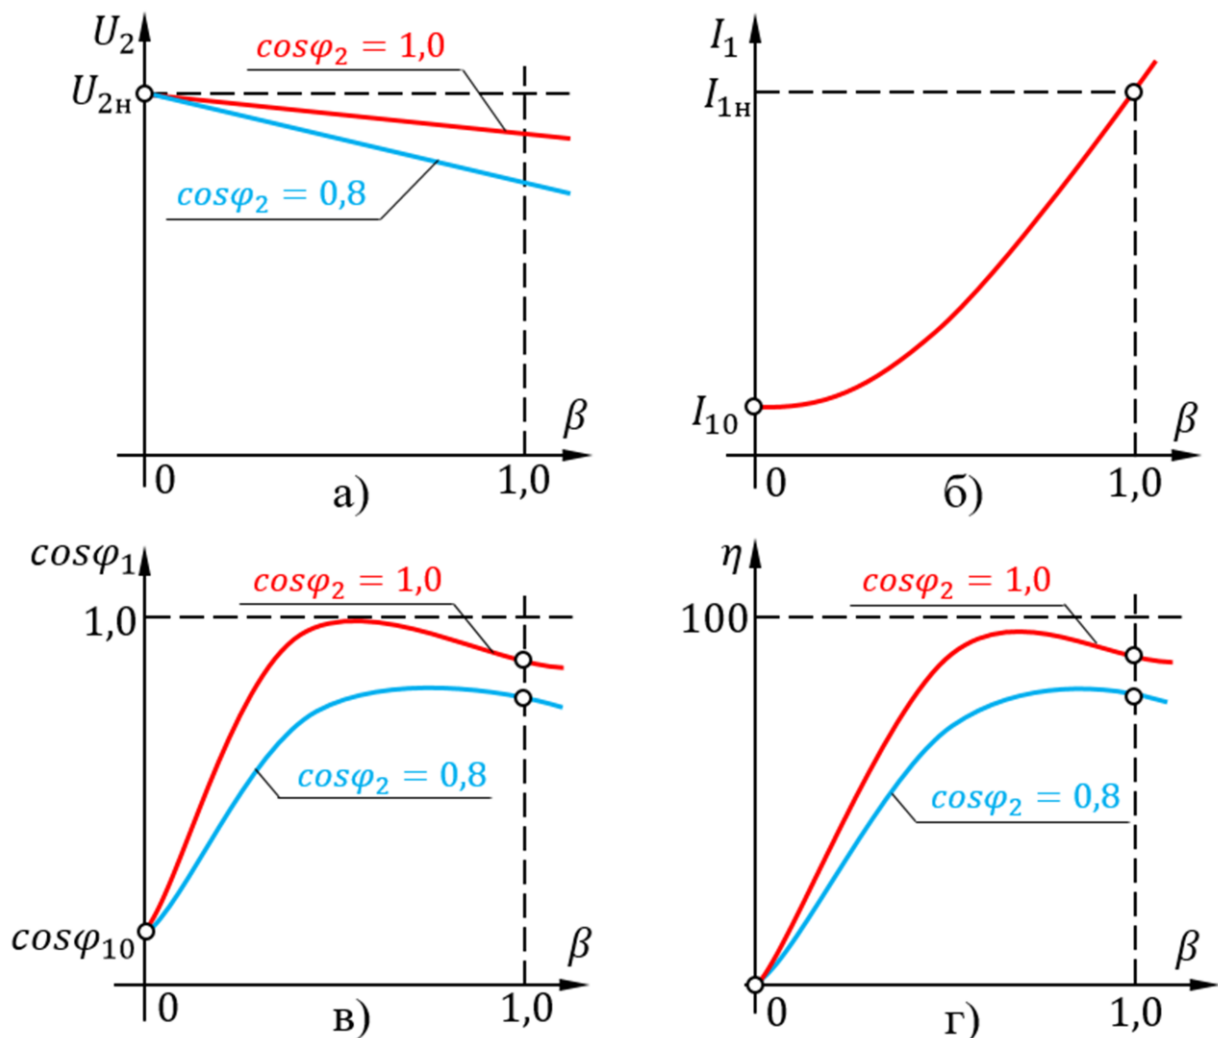 U₂
cosφ₂ = 1,0
U₂ₙ
cosφ₂ = 0,8
β
0
а)
1,0
I₁
I₁ₙ
I₁₀
β
0
б)
1,0
cosφ₁
cosφ₂ = 1,0
1,0
cosφ₂ = 0,8
cosφ₁₀
β
0
в)
1,0
η
cosφ₂ = 1,0
100
cosφ₂ = 0,8
β
0
г)
1,0